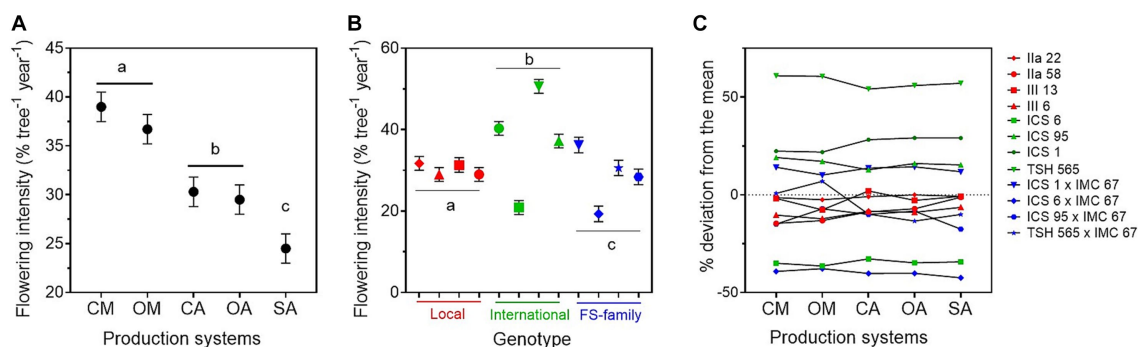 A
Flowering intensity (% tree⁻¹ year⁻¹)
45
40
35
30
25
20
a
b
c
CM OM CA OA SA
Production systems
B
Flowering intensity (% tree⁻¹ year⁻¹)
60
40
20
0
b
a
c
Local International FS-family
Genotype
C
% deviation from the mean
50
0
-50
CM OM CA OA SA
Production systems
IIa 22
IIa 58
III 13
III 6
ICS 6
ICS 95
ICS 1
TSH 565
ICS 1 x IMC 67
ICS 6 x IMC 67
ICS 95 x IMC 67
TSH 565 x IMC 67